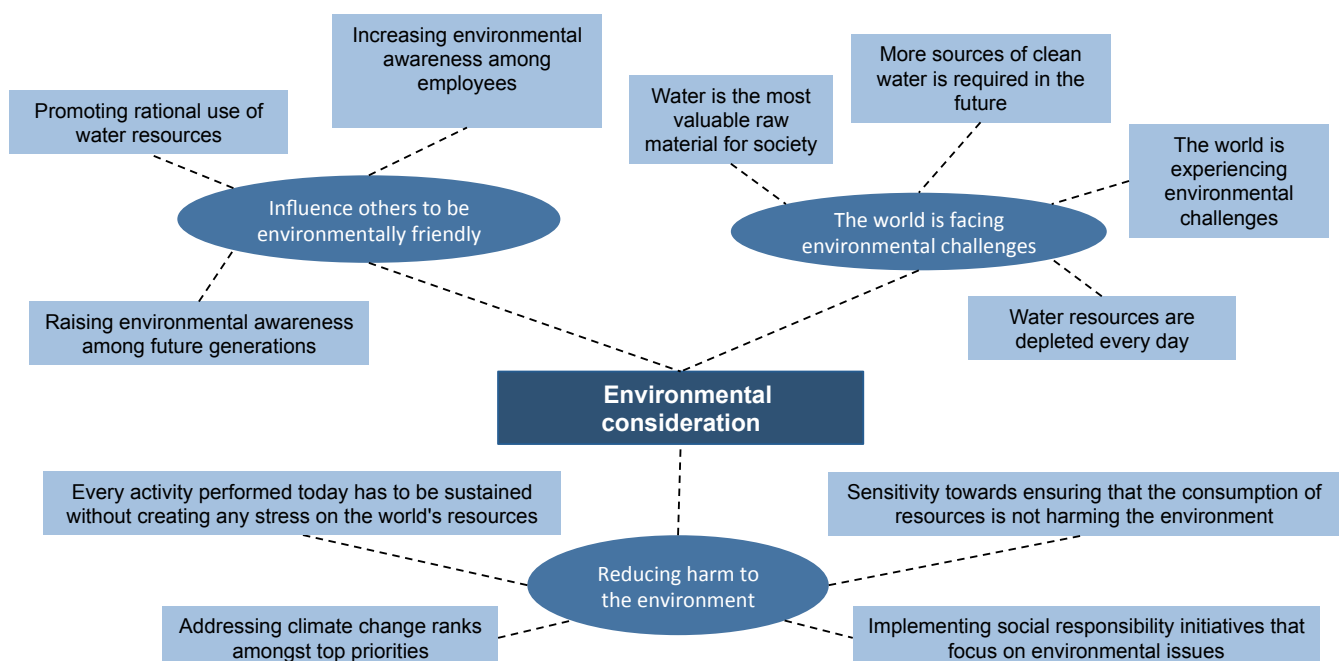 Increasing environmental
awareness among
employees
Promoting rational use of
water resources
Influence others to be
environmentally friendly
Raising environmental awareness
among future generations
More sources of clean
water is required in the
future
Water is the most
valuable raw
material for society
The world is
experiencing
environmental
challenges
The world is facing
environmental challenges
Water resources are
depleted every day
Environmental
consideration
Every activity performed today has to be sustained
without creating any stress on the world's resources
Sensitivity towards ensuring that the consumption of
resources is not harming the environment
Reducing harm to
the environment
Addressing climate change ranks
amongst top priorities
Implementing social responsibility initiatives that
focus on environmental issues